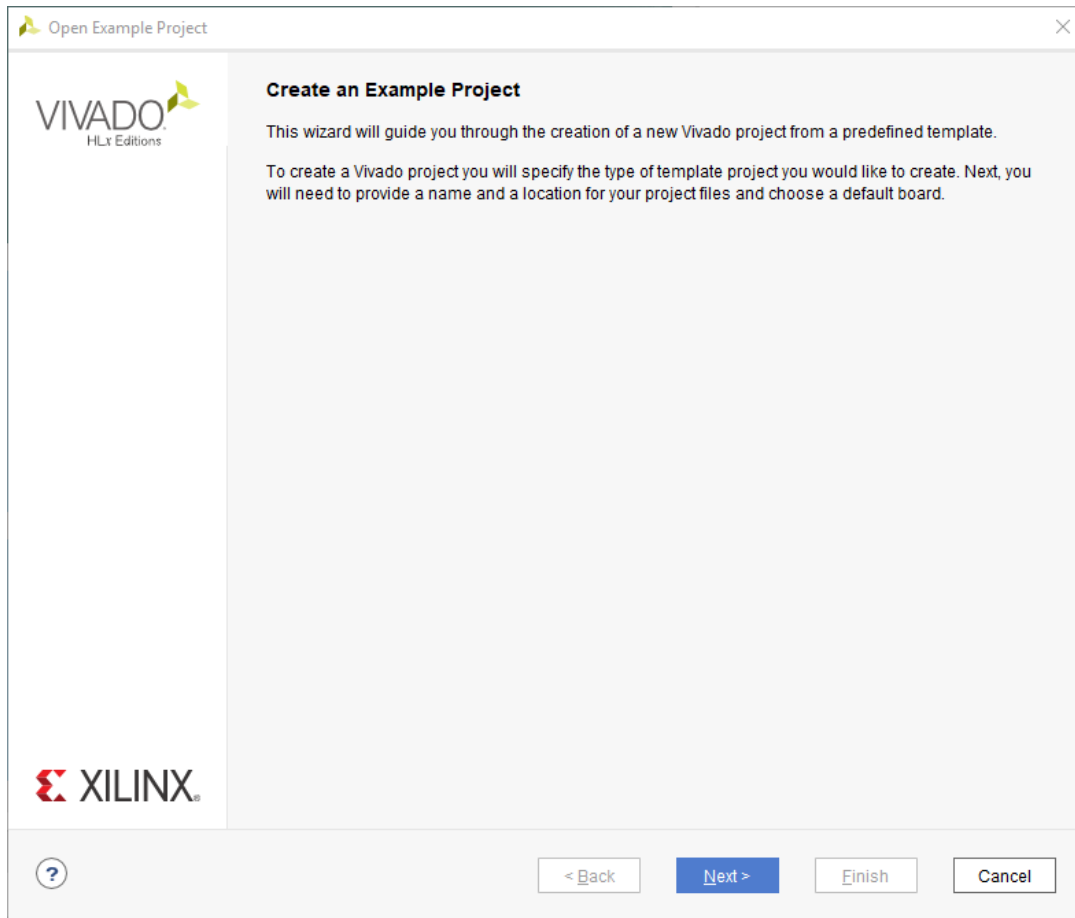 Open Example Project
VIVADO.
HLx Editions
Create an Example Project
This wizard will guide you through the creation of a new Vivado project from a predefined template.
To create a Vivado project you will specify the type of template project you would like to create. Next, you
will need to provide a name and a location for your project files and choose a default board.
XILINX®
?
< Back
Next >
Finish
Cancel